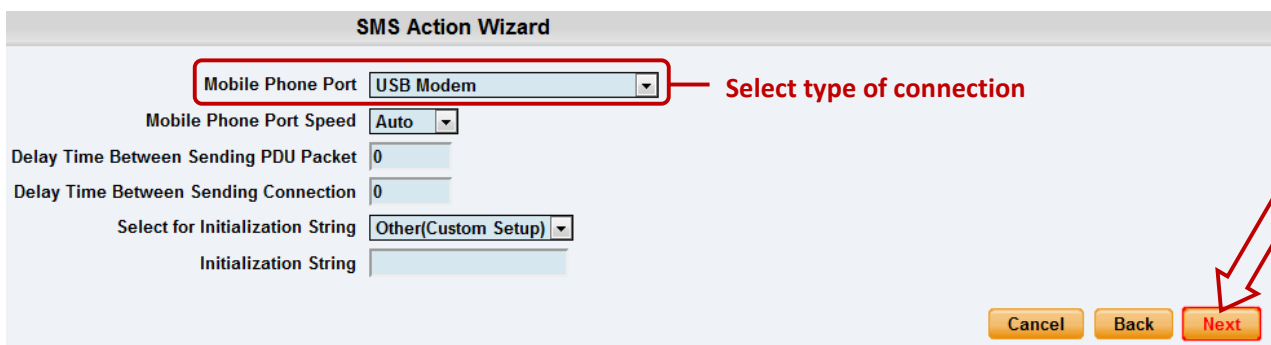 SMS Action Wizard
Mobile Phone Port USB Modem Select type of connection
Mobile Phone Port Speed Auto
Delay Time Between Sending PDU Packet 0
Delay Time Between Sending Connection 0
Select for Initialization String Other(Custom Setup)
Initialization String
Cancel Back Next